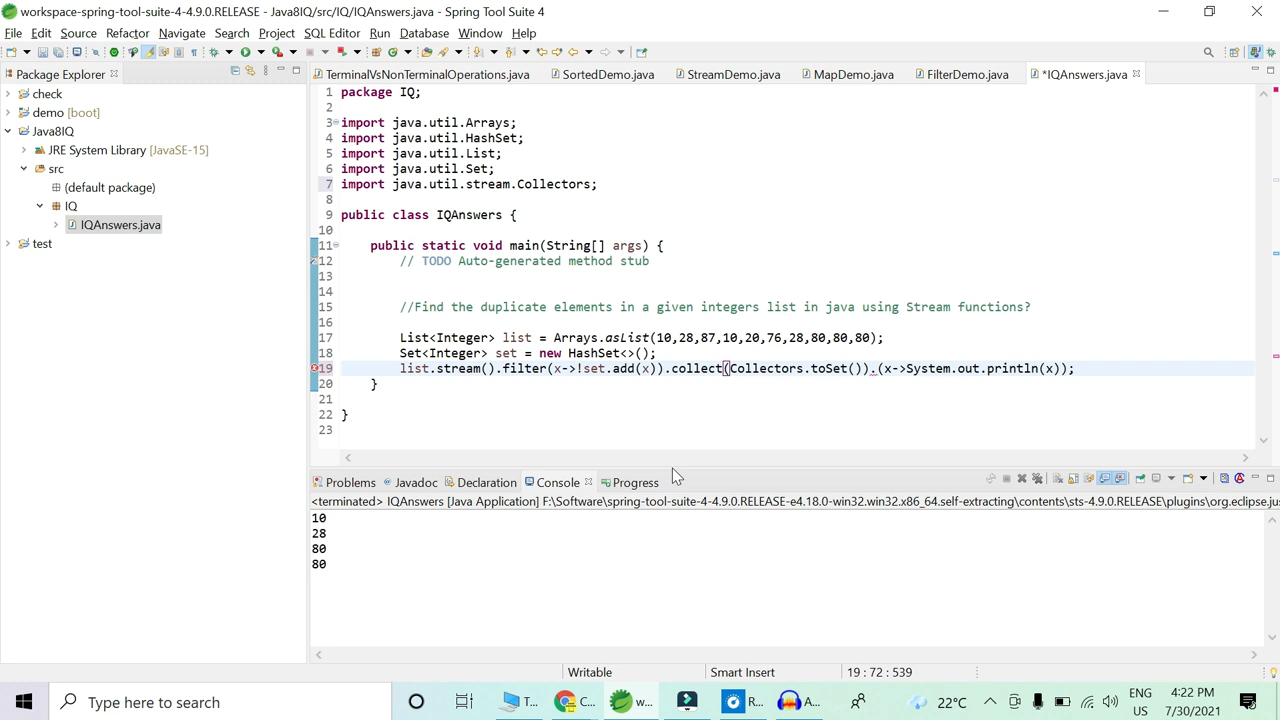 workspace-spring-tool-suite-4-4.9.0.RELEASE - Java8IQ/src/IQ/IQAnswers.java - Spring Tool Suite 4
File Edit Source Refactor Navigate Search Project Run SQL Editor Database Window Help
Package Explorer
check
demo [boot]
Java8IQ
JRE System Library [JavaSE-15]
src
(default package)
IQ
IQAnswers.java
test
TerminalVsNonTerminalOperations.java SortedDemo.java StreamDemo.java MapDemo.java FilterDemo.java *IQAnswers.java
1 package IQ;
2
3 import java.util.Arrays;
4 import java.util.HashSet;
5 import java.util.List;
6 import java.util.Set;
7 import java.util.stream.Collectors;
8
9 public class IQAnswers {
10
11 public static void main(String[] args) {
12 // TODO Auto-generated method stub
13
14
15 //Find the duplicate elements in a given integers list in java using Stream functions?
16
17 List<Integer> list = Arrays.asList(10,28,87,10,20,76,28,80,80,80);
18 Set<Integer> set = new HashSet<>();
19 list.stream().filter(x->!set.add(x)).collect(Collectors.toSet()).(x->System.out.println(x));
20 }
21
22 }
23
Problems Javadoc Declaration Console Progress
<terminated> IQAnswers [Java Application] F:\Software\spring-tool-suite-4-4.9.0.RELEASE-e4.18.0-win32.win32.x86_64.self-extracting\contents\sts-4.9.0.RELEASE\plugins\org.eclipse.jus
10
28
80
80
Writable Smart Insert 19 : 72 : 539
Type here to search
T... C... w... R... A... 22°C ENG US 4:22 PM 7/30/2021